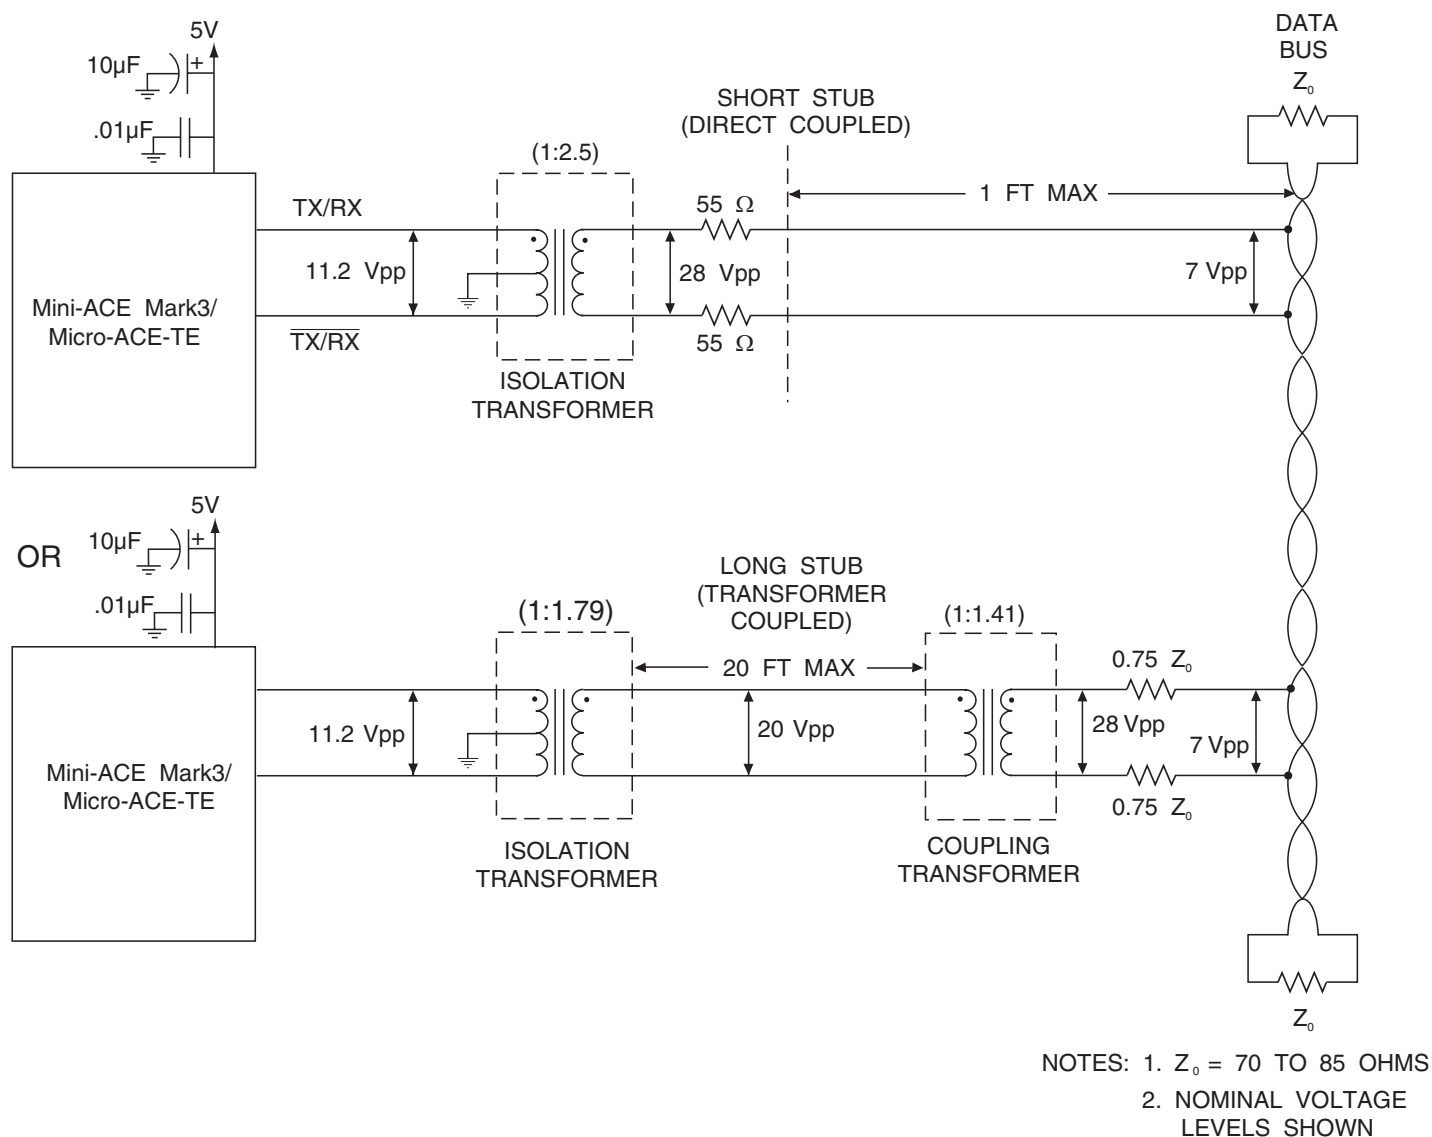 DATA
BUS
Z₀
5V
10µF
+
.01µF
SHORT STUB
(DIRECT COUPLED)
(1:2.5)
TX/RX
55 Ω
1 FT MAX
11.2 Vpp
28 Vpp
7 Vpp
Mini-ACE Mark3/
Micro-ACE-TE
TX/RX
55 Ω
ISOLATION
TRANSFORMER
OR
5V
10µF
+
.01µF
LONG STUB
(TRANSFORMER
COUPLED)
(1:1.79)
(1:1.41)
20 FT MAX
0.75 Z₀
11.2 Vpp
20 Vpp
28 Vpp
7 Vpp
Mini-ACE Mark3/
Micro-ACE-TE
0.75 Z₀
ISOLATION
TRANSFORMER
COUPLING
TRANSFORMER
Z₀
NOTES: 1. Z₀ = 70 TO 85 OHMS
2. NOMINAL VOLTAGE
LEVELS SHOWN